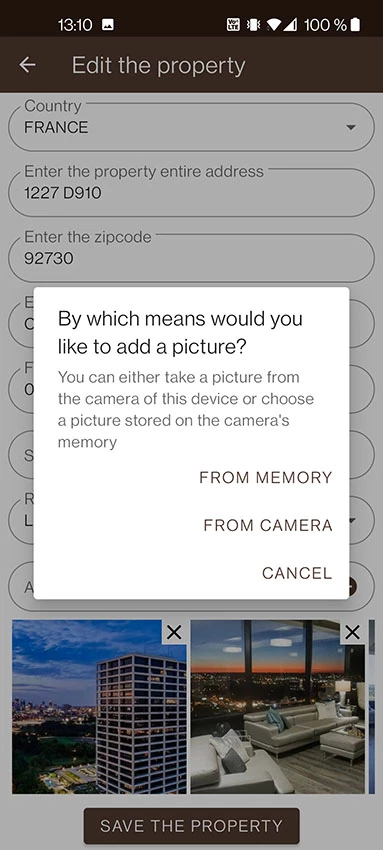 13:10
VoLTE
100 %
Edit the property
Country
FRANCE
Enter the property entire address
1227 D910
Enter the zipcode
92730
E
By which means would you
like to add a picture?
F
0
You can either take a picture from
the camera of this device or choose
a picture stored on the camera's
memory
S
FROM MEMORY
R
L
FROM CAMERA
CANCEL
A
SAVE THE PROPERTY